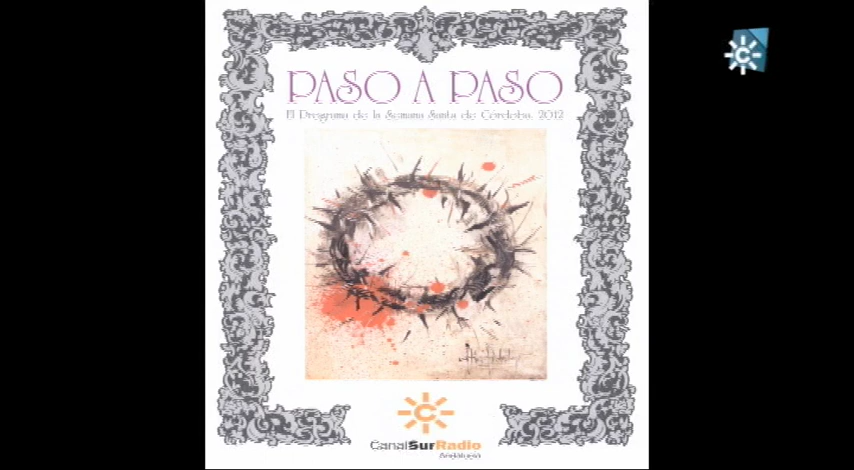 PASO A PASO
El Programa de la Semana Santa de Córdoba, 2012
CanalSurRadio
Andalucía